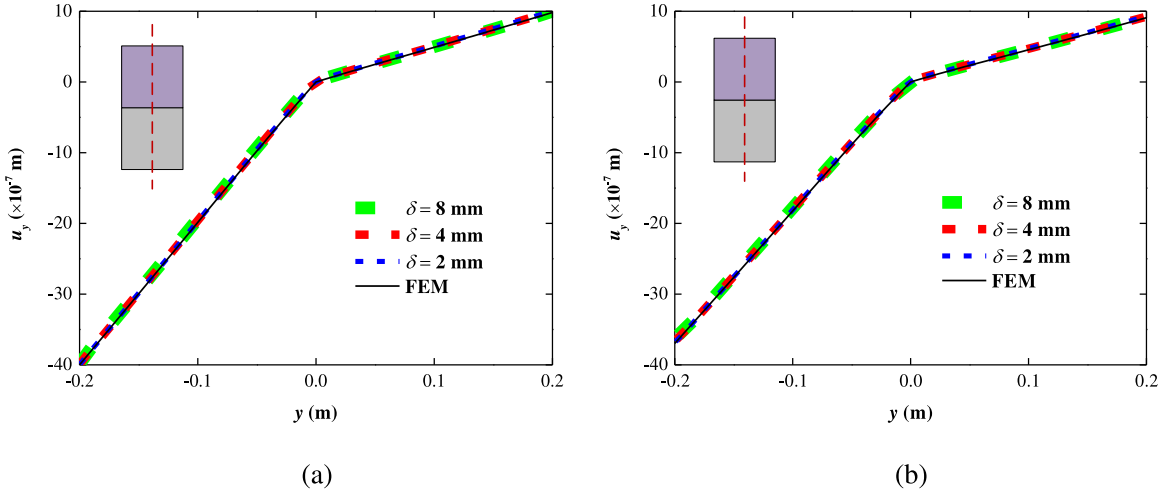 10
0
-10
-20
-30
-40
-0.2
-0.1
0.0
0.1
0.2
u_y (×10⁻⁷ m)
y (m)
δ = 8 mm
δ = 4 mm
δ = 2 mm
FEM
(a)
10
0
-10
-20
-30
-40
-0.2
-0.1
0.0
0.1
0.2
u_y (×10⁻⁷ m)
y (m)
δ = 8 mm
δ = 4 mm
δ = 2 mm
FEM
(b)